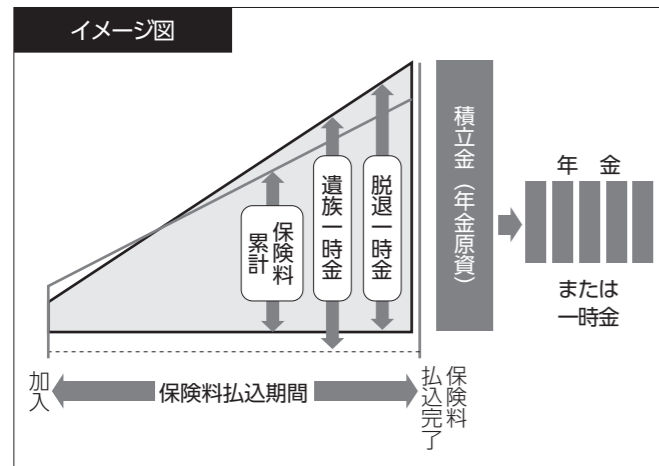 イメージ図
保険料
累計
遺族一時金
脱退一時金
積立金（年金原資）
年　金
または
一時金
加入
保険料払込期間
保険料
払込完了